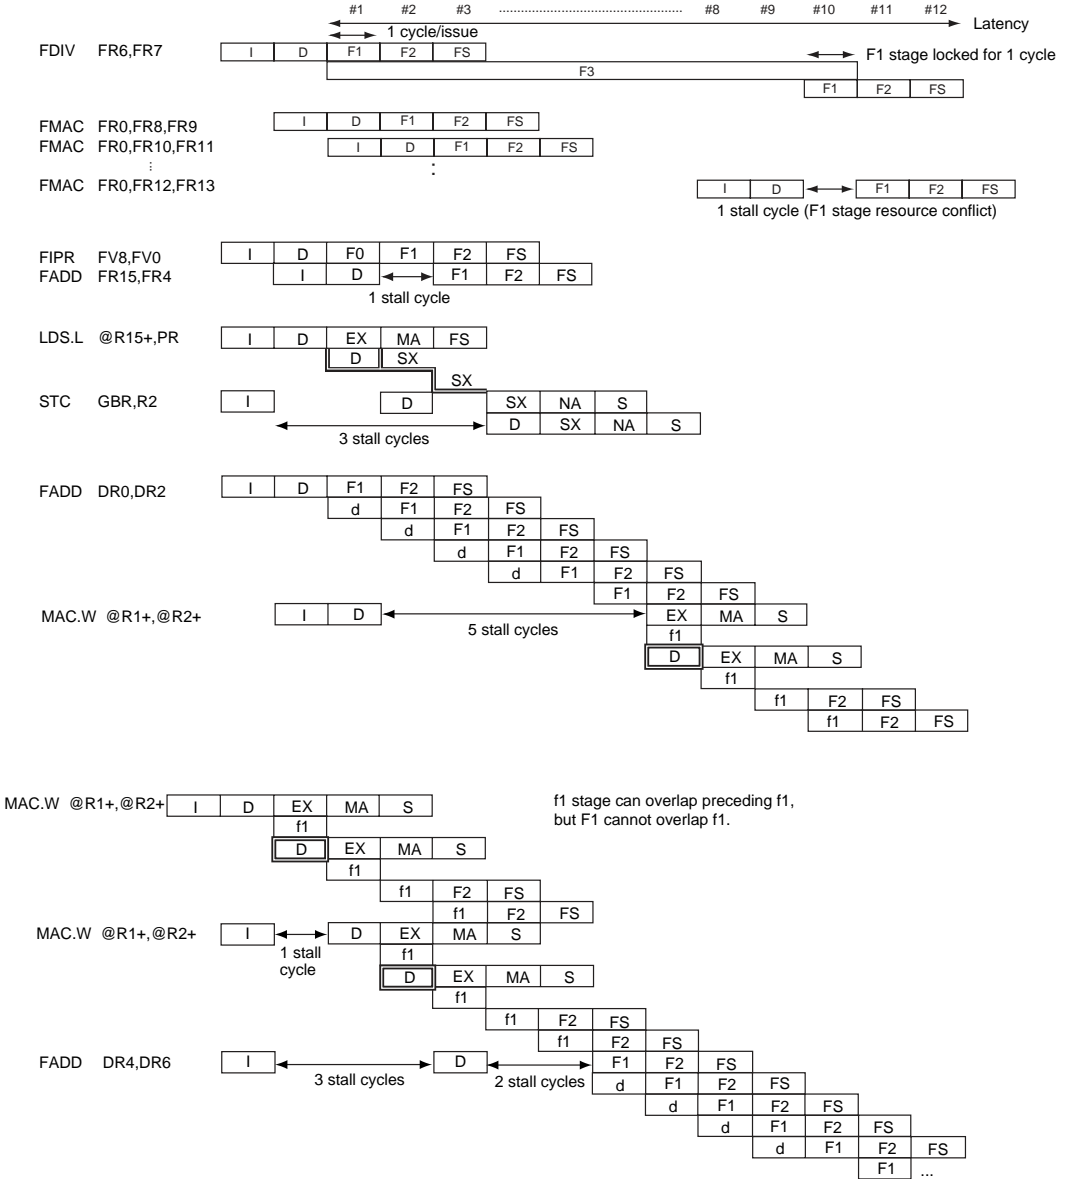 #1 #2 #3 #8 #9 #10 #11 #12
Latency
1 cycle/issue
FDIV FR6,FR7 I D F1 F2 FS F1 stage locked for 1 cycle
F3
F1 F2 FS
FMAC FR0,FR8,FR9 I D F1 F2 FS
FMAC FR0,FR10,FR11 I D F1 F2 FS
FMAC FR0,FR12,FR13 I D F1 F2 FS
1 stall cycle (F1 stage resource conflict)
FIPR FV8,FV0 I D F0 F1 F2 FS
FADD FR15,FR4 I D F1 F2 FS
1 stall cycle
LDS.L @R15+,PR I D EX MA FS
D SX
SX
STC GBR,R2 I D SX NA S
D SX NA S
3 stall cycles
FADD DR0,DR2 I D F1 F2 FS
d F1 F2 FS
d F1 F2 FS
d F1 F2 FS
d F1 F2 FS
F1 F2 FS
MAC.W @R1+,@R2+ I D EX MA S
5 stall cycles
f1
D EX MA S
f1
f1 F2 FS
f1 F2 FS
MAC.W @R1+,@R2+ I D EX MA S f1 stage can overlap preceding f1,
but F1 cannot overlap f1.
f1
D EX MA S
f1
f1 F2 FS
f1 F2 FS
MAC.W @R1+,@R2+ I D EX MA S
1 stall
cycle
f1
D EX MA S
f1
f1 F2 FS
f1 F2 FS
FADD DR4,DR6 I D F1 F2 FS
3 stall cycles 2 stall cycles
d F1 F2 FS
d F1 F2 FS
d F1 F2 FS
d F1 F2 FS
F1 ...